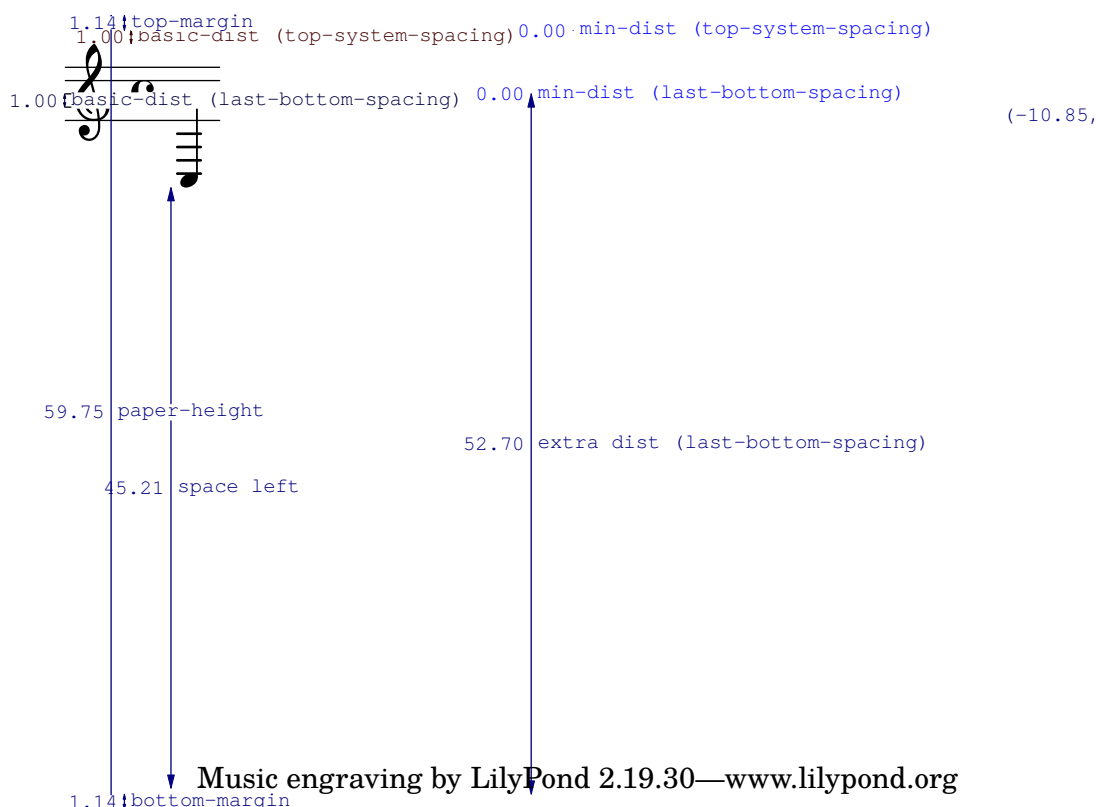 1.14 top-margin
1.00 basic-dist (top-system-spacing) 0.00 min-dist (top-system-spacing)
1.00 basic-dist (last-bottom-spacing) 0.00 min-dist (last-bottom-spacing)
(-10.85,
59.75 paper-height
52.70 extra dist (last-bottom-spacing)
45.21 space left
Music engraving by LilyPond 2.19.30—www.lilypond.org
1.14 bottom-margin